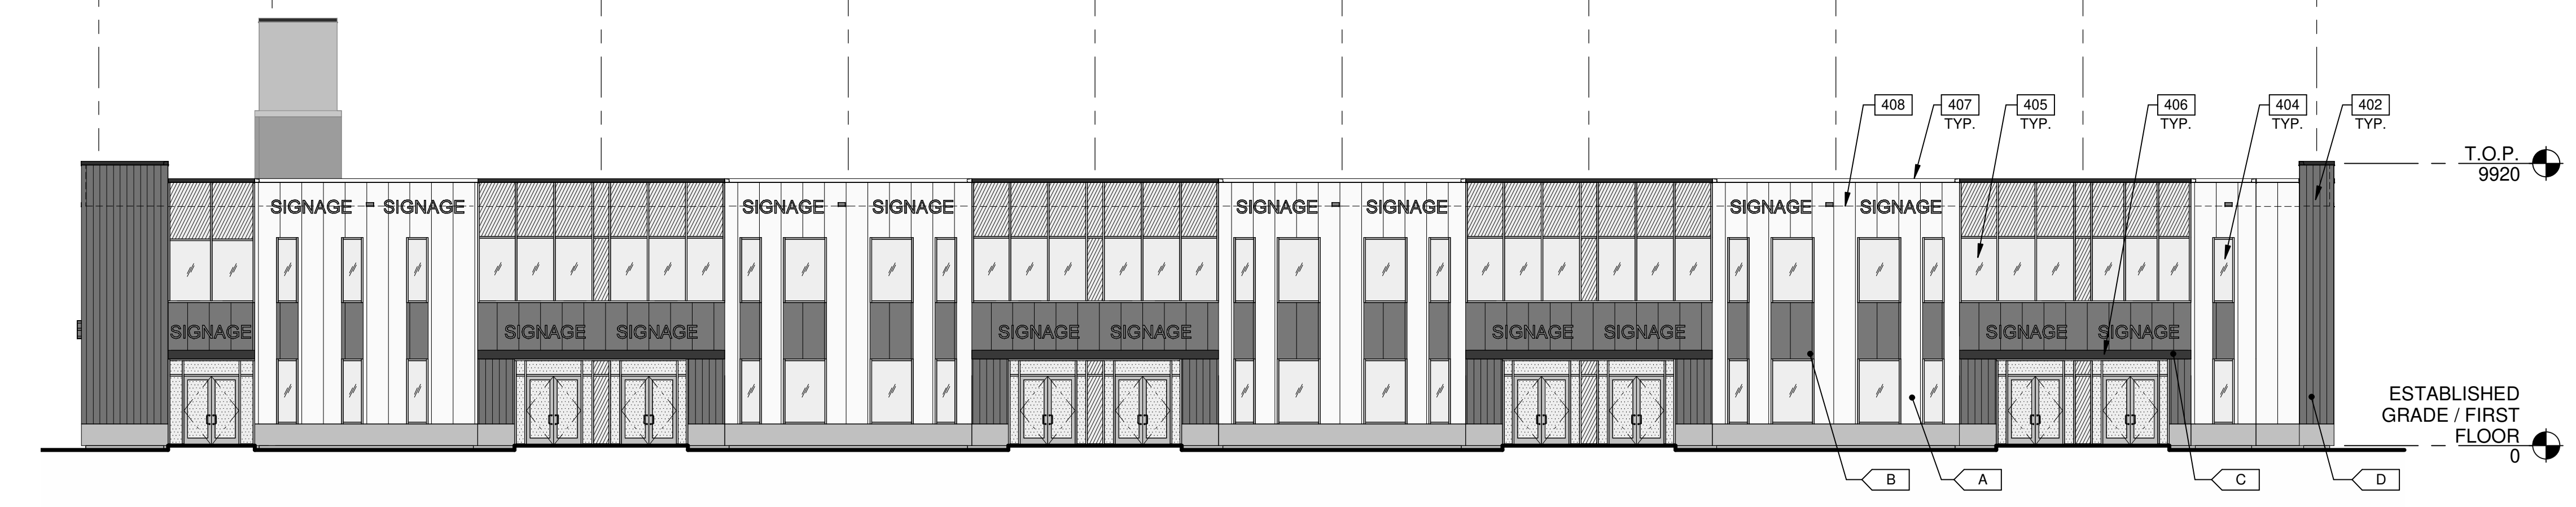 408
407
TYP.
405
TYP.
406
TYP.
404
TYP.
402
TYP.
T.O.P.
9920
SIGNAGE SIGNAGE SIGNAGE SIGNAGE SIGNAGE SIGNAGE SIGNAGE SIGNAGE
SIGNAGE SIGNAGE SIGNAGE SIGNAGE SIGNAGE SIGNAGE SIGNAGE SIGNAGE SIGNAGE
ESTABLISHED
GRADE / FIRST
FLOOR
0
B
A
C
D